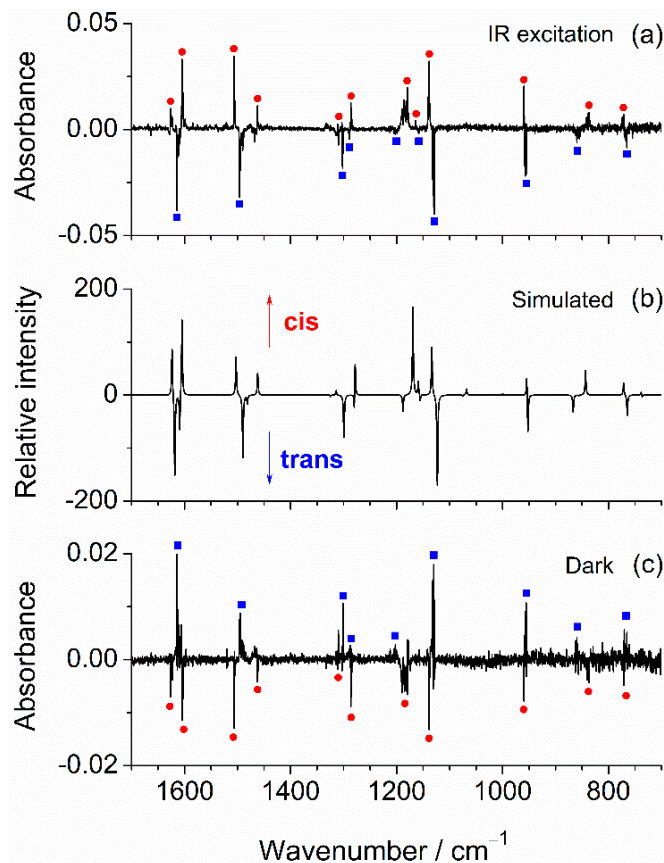 0.05
IR excitation
(a)
0.00
-0.05
Absorbance
200
Simulated
(b)
cis
0
trans
-200
Relative intensity
0.02
Dark
(c)
0.00
-0.02
Absorbance
1600
1400
1200
1000
800
Wavenumber / cm⁻¹